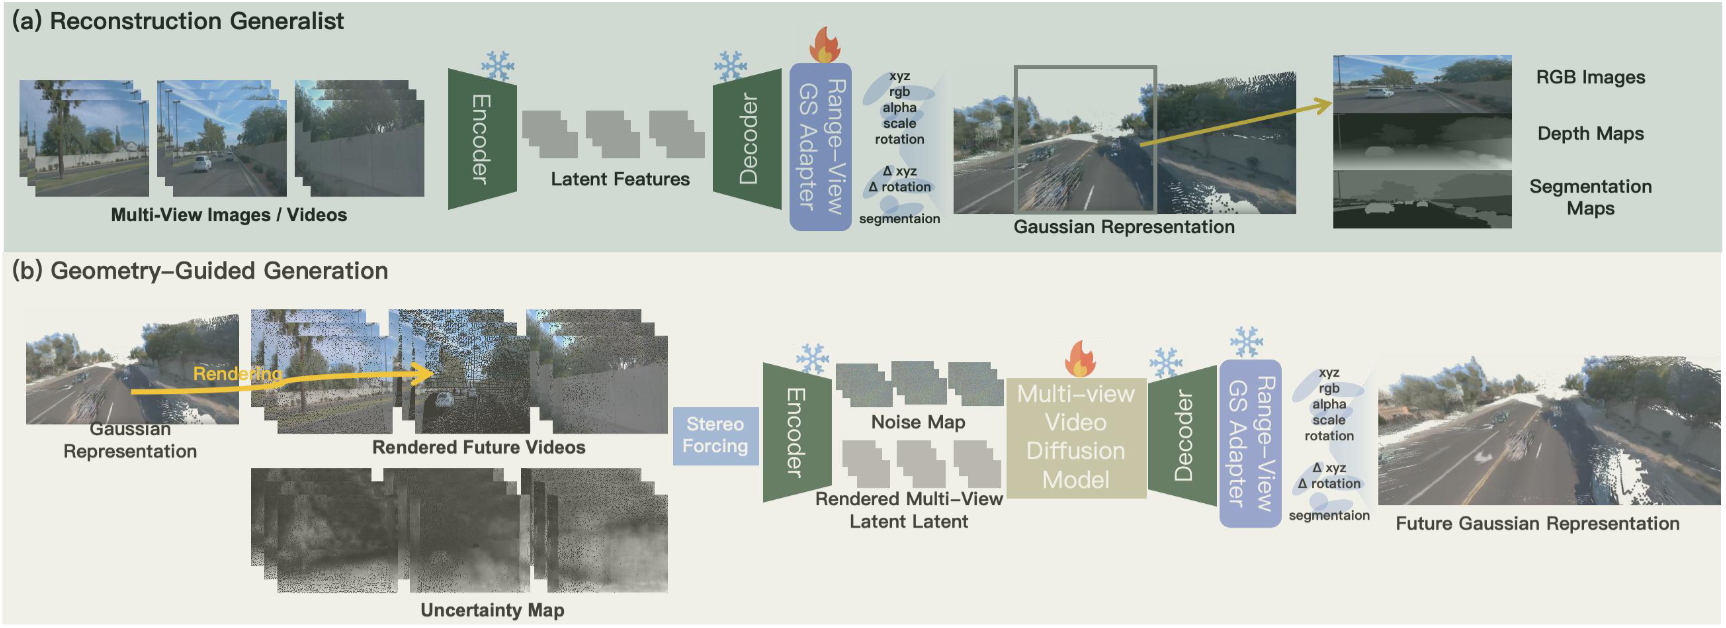 (a) Reconstruction Generalist
Multi-View Images / Videos
Encoder
Latent Features
Decoper
Range-View
GS Adapter
xyz
rgb
alpha
scale
rotation
Δ xyz
Δ rotation
segmentaion
Gaussian Representation
RGB Images
Depth Maps
Segmentation
Maps
(b) Geometry-Guided Generation
Gaussian
Representation
Rendering
Rendered Future Videos
Uncertainty Map
Stereo
Forcing
Encoder
Noise Map
Rendered Multi-View
Latent Latent
Multi-view
Video
Diffusion
Model
Decoder
Range-View
GS Adapter
xyz
rgb
alpha
scale
rotation
Δ xyz
Δ rotation
segmentaion
Future Gaussian Representation